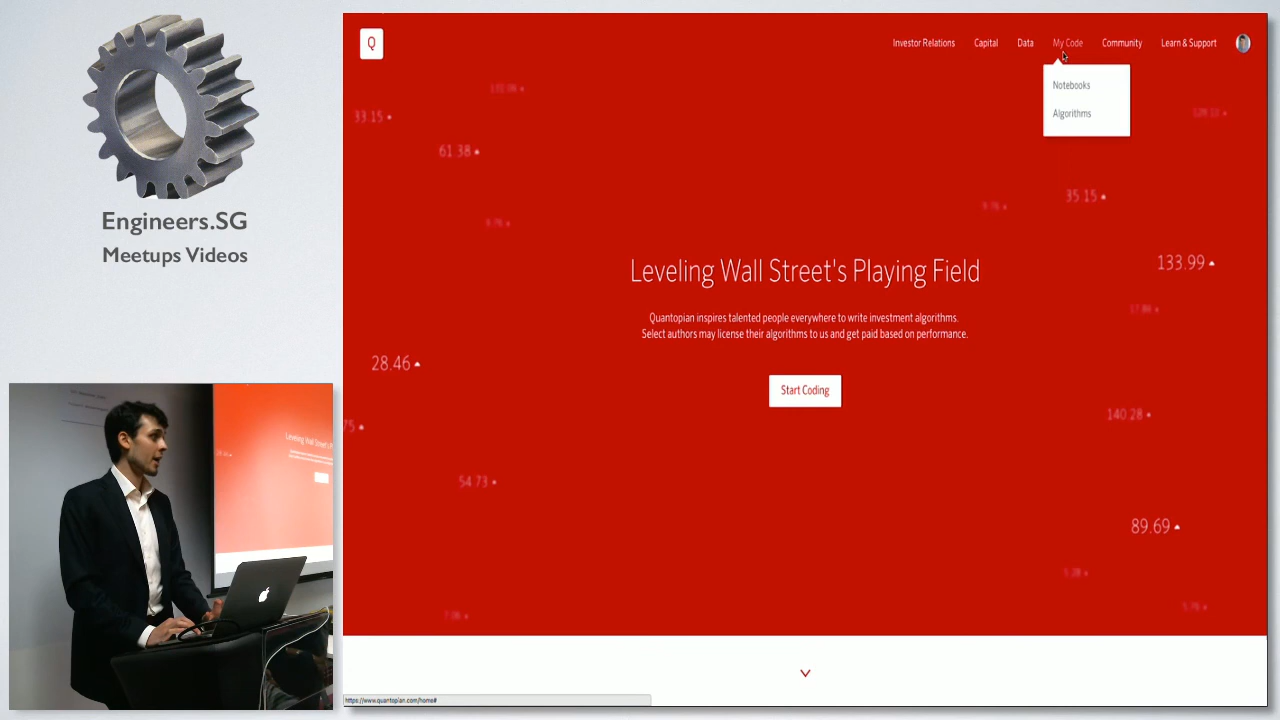 Engineers.SG
Meetups Videos
Q
Investor Relations
Capital
Data
My Code
Community
Learn & Support
Notebooks
Algorithms
33.15
61.38
35.15
133.99
Leveling Wall Street's Playing Field
Quantopian inspires talented people everywhere to write investment algorithms.
Select authors may license their algorithms to us and get paid based on performance.
28.46
Start Coding
140.28
75
54.73
89.69
https://www.quantopian.com/home#